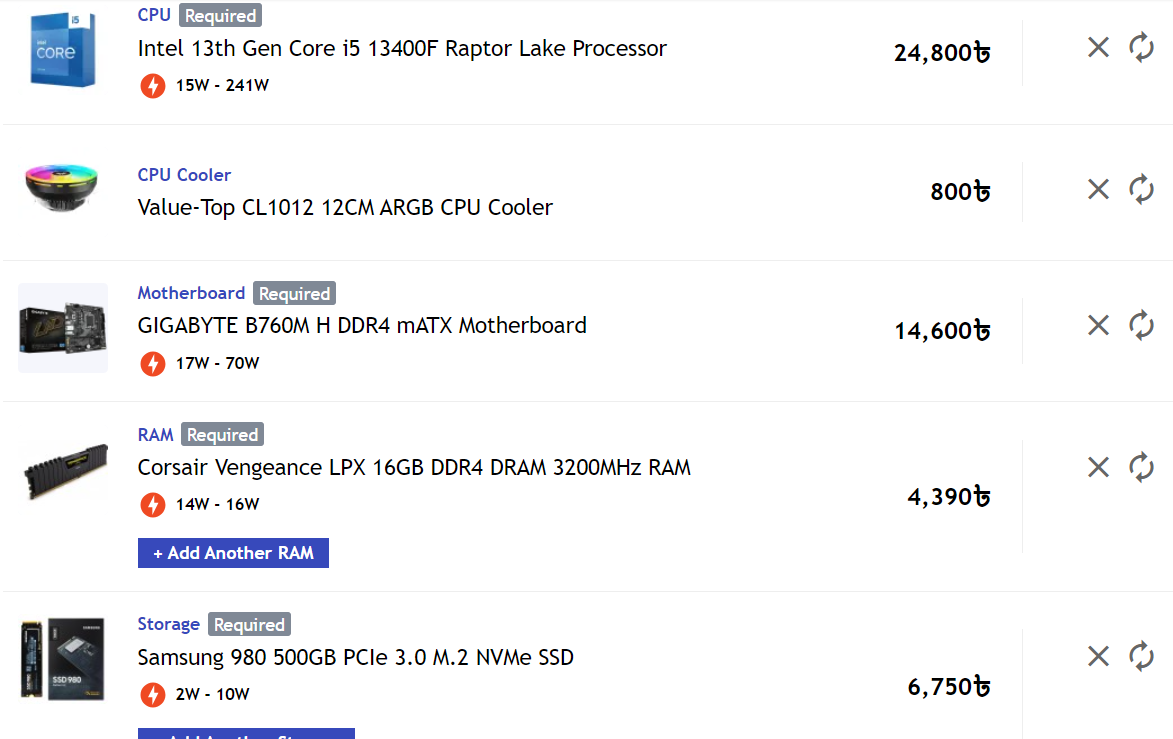 CPU Required
Intel 13th Gen Core i5 13400F Raptor Lake Processor
24,800৳
15W - 241W
i5
CORE
CPU Cooler
Value-Top CL1012 12CM ARGB CPU Cooler
800৳
Motherboard Required
GIGABYTE B760M H DDR4 mATX Motherboard
14,600৳
17W - 70W
RAM Required
Corsair Vengeance LPX 16GB DDR4 DRAM 3200MHz RAM
4,390৳
14W - 16W
+ Add Another RAM
Storage Required
Samsung 980 500GB PCIe 3.0 M.2 NVMe SSD
6,750৳
2W - 10W
SAMSUNG
SSD 980